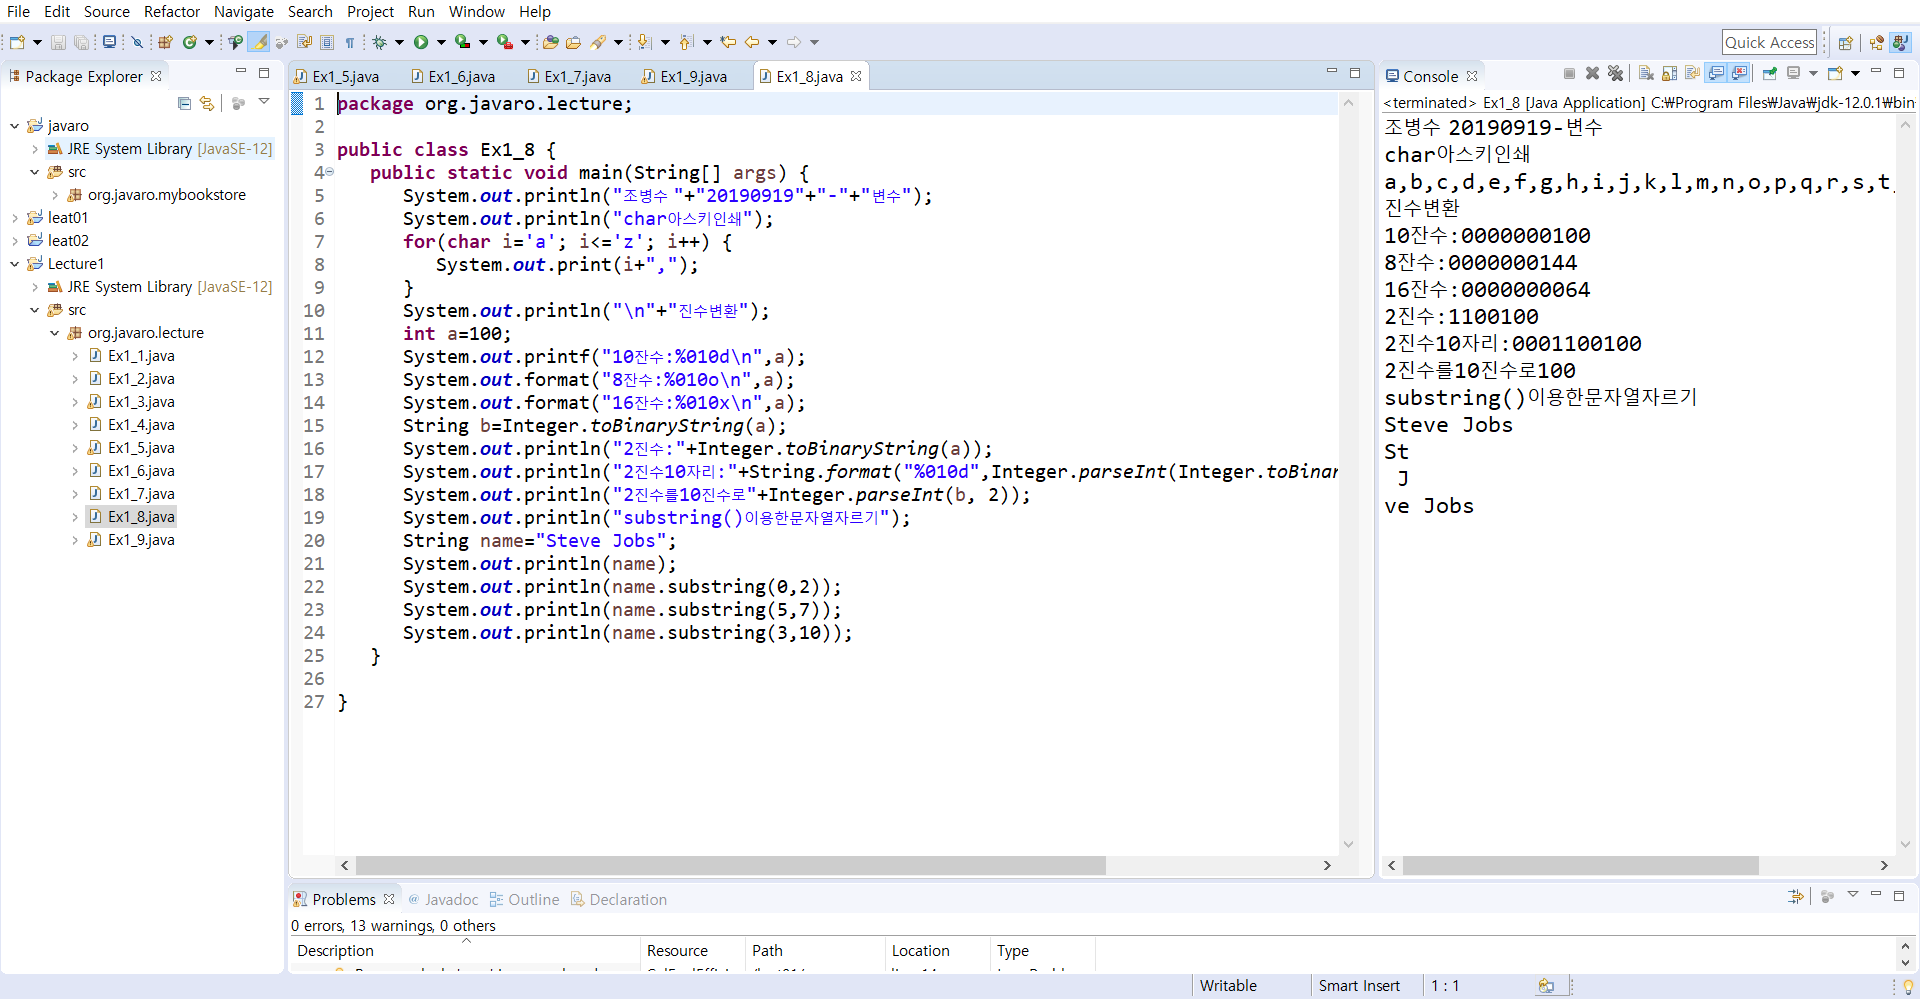 File Edit Source Refactor Navigate Search Project Run Window Help
Quick Access
Package Explorer
javaro
JRE System Library [JavaSE-12]
src
org.javaro.mybookstore
leat01
leat02
Lecture1
JRE System Library [JavaSE-12]
src
org.javaro.lecture
Ex1_1.java
Ex1_2.java
Ex1_3.java
Ex1_4.java
Ex1_5.java
Ex1_6.java
Ex1_7.java
Ex1_8.java
Ex1_9.java
Ex1_5.java Ex1_6.java Ex1_7.java Ex1_9.java Ex1_8.java
1 package org.javaro.lecture;
2
3 public class Ex1_8 {
4 public static void main(String[] args) {
5 System.out.println("조병수 "+"20190919"+"-"+"변수");
6 System.out.println("char아스키인쇄");
7 for(char i='a'; i<='z'; i++) {
8 System.out.print(i+",");
9 }
10 System.out.println("\n"+"진수변환");
11 int a=100;
12 System.out.printf("10잔수:%010d\n",a);
13 System.out.format("8잔수:%010o\n",a);
14 System.out.format("16잔수:%010x\n",a);
15 String b=Integer.toBinaryString(a);
16 System.out.println("2진수:"+Integer.toBinaryString(a));
17 System.out.println("2진수10자리:"+String.format("%010d",Integer.parseInt(Integer.toBinar
18 System.out.println("2진수를10진수로"+Integer.parseInt(b, 2));
19 System.out.println("substring()이용한문자열자르기");
20 String name="Steve Jobs";
21 System.out.println(name);
22 System.out.println(name.substring(0,2));
23 System.out.println(name.substring(5,7));
24 System.out.println(name.substring(3,10));
25 }
26
27 }
Console
<terminated> Ex1_8 [Java Application] C:₩Program Files₩Java₩jdk-12.0.1₩bin
조병수 20190919-변수
char아스키인쇄
a,b,c,d,e,f,g,h,i,j,k,l,m,n,o,p,q,r,s,t,
진수변환
10잔수:0000000100
8잔수:0000000144
16잔수:0000000064
2진수:1100100
2진수10자리:0001100100
2진수를10진수로100
substring()이용한문자열자르기
Steve Jobs
St
 J
ve Jobs
Problems @ Javadoc Outline Declaration
0 errors, 13 warnings, 0 others
Description Resource Path Location Type
Writable Smart Insert 1 : 1